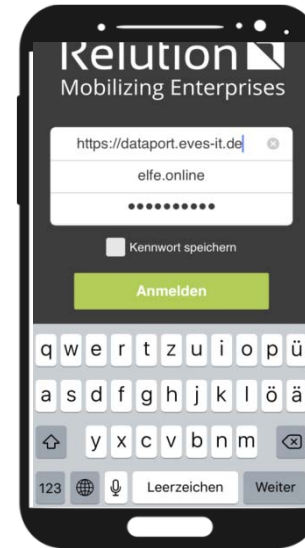 Relution
Mobilizing Enterprises
https://dataport.eves-it.de
elfe.online
••••••••••
Kennwort speichern
Anmelden
q w e r t z u i o p ü
a s d f g h j k l ö ä
y x c v b n m
123 Leerzeichen Weiter